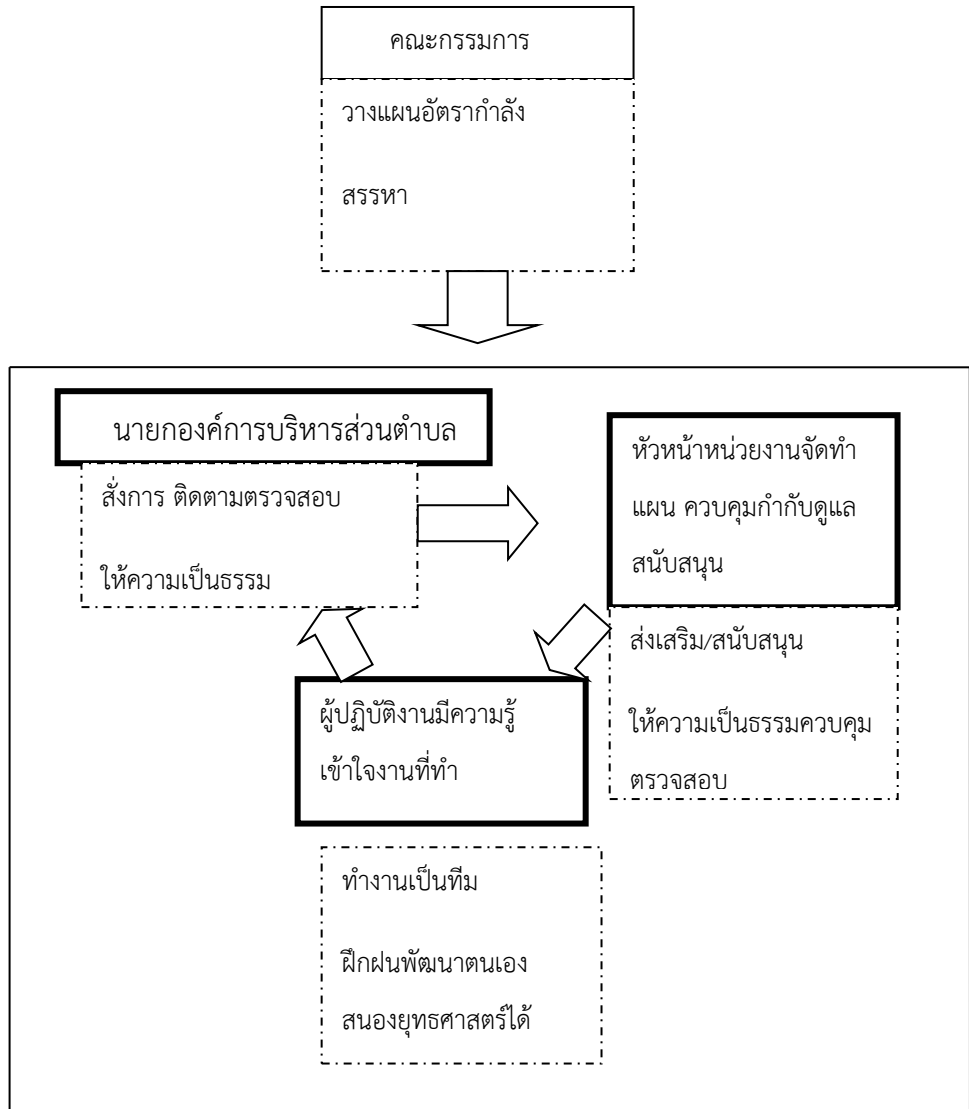 คณะกรรมการ
วางแผนอัตรากำลัง
สรรหา
นายกองค์การบริหารส่วนตำบล
สั่งการ ติดตามตรวจสอบ
ให้ความเป็นธรรม
หัวหน้าหน่วยงานจัดทำ
แผน ควบคุมกำกับดูแล
สนับสนุน
ส่งเสริม/สนับสนุน
ให้ความเป็นธรรมควบคุม
ตรวจสอบ
ผู้ปฏิบัติงานมีความรู้
เข้าใจงานที่ทำ
ทำงานเป็นทีม
ฝึกฝนพัฒนาตนเอง
สนองยุทธศาสตร์ได้